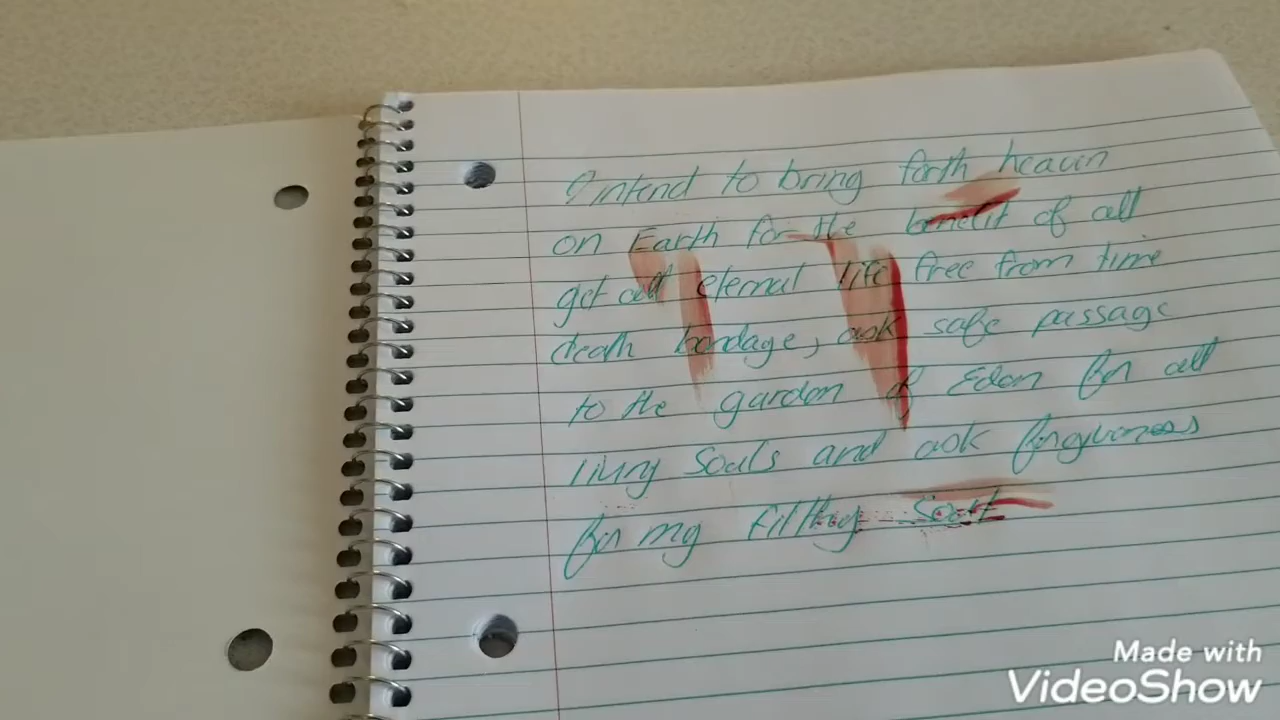 I intend to bring forth heaven
on Earth for the benefit of all
get all eternal life free from time
death bondage, ask safe passage
to the garden of Eden for all
living souls and ask forgiveness
for my filthy soul
Made with
VideoShow